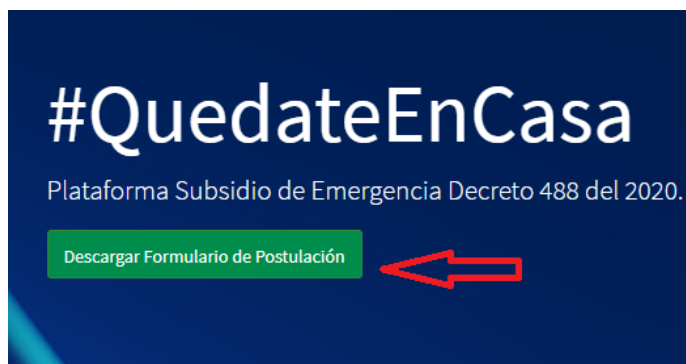 #QuedateEnCasa
Plataforma Subsidio de Emergencia Decreto 488 del 2020.
Descargar Formulario de Postulación